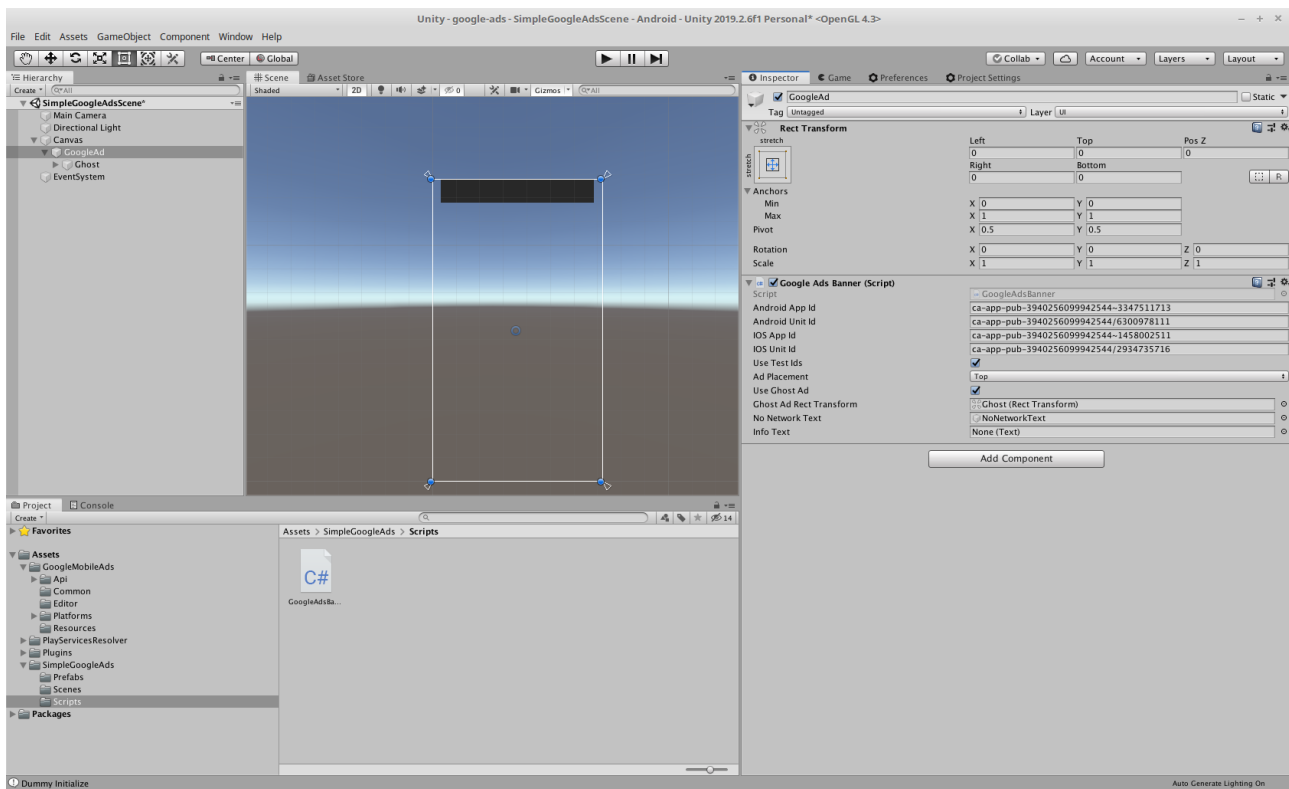 Unity - google-ads - SimpleGoogleAdsScene - Android - Unity 2019.2.6f1 Personal* <OpenGL 4.3>
File Edit Assets GameObject Component Window Help
Center Global Collab Account Layers Layout
Hierarchy
Create All
SimpleGoogleAdsScene*
Main Camera
Directional Light
Canvas
GoogleAd
Ghost
EventSystem
Scene Asset Store
Shaded 2D 0 Gizmos All
Inspector Game Preferences Project Settings
GoogleAd Static
Tag Untagged Layer UI
Rect Transform
stretch Left Top Pos Z
stretch 0 0 0
Right Bottom
0 0 R
Anchors
Min X 0 Y 0
Max X 1 Y 1
Pivot X 0.5 Y 0.5
Rotation X 0 Y 0 Z 0
Scale X 1 Y 1 Z 1
Google Ads Banner (Script)
Script GoogleAdsBanner
Android App Id ca-app-pub-3940256099942544~3347511713
Android Unit Id ca-app-pub-3940256099942544/6300978111
IOS App Id ca-app-pub-3940256099942544~1458002511
IOS Unit Id ca-app-pub-3940256099942544/2934735716
Use Test Ids
Ad Placement Top
Use Ghost Ad
Ghost Ad Rect Transform Ghost (Rect Transform)
No Network Text NoNetworkText
Info Text None (Text)
Add Component
Project Console
Create 14
Favorites
Assets
GoogleMobileAds
Api
Common
Editor
Platforms
Resources
PlayServicesResolver
Plugins
SimpleGoogleAds
Prefabs
Scenes
Scripts
Packages
Assets > SimpleGoogleAds > Scripts
C#
GoogleAdsBa...
Dummy Initialize
Auto Generate Lighting On